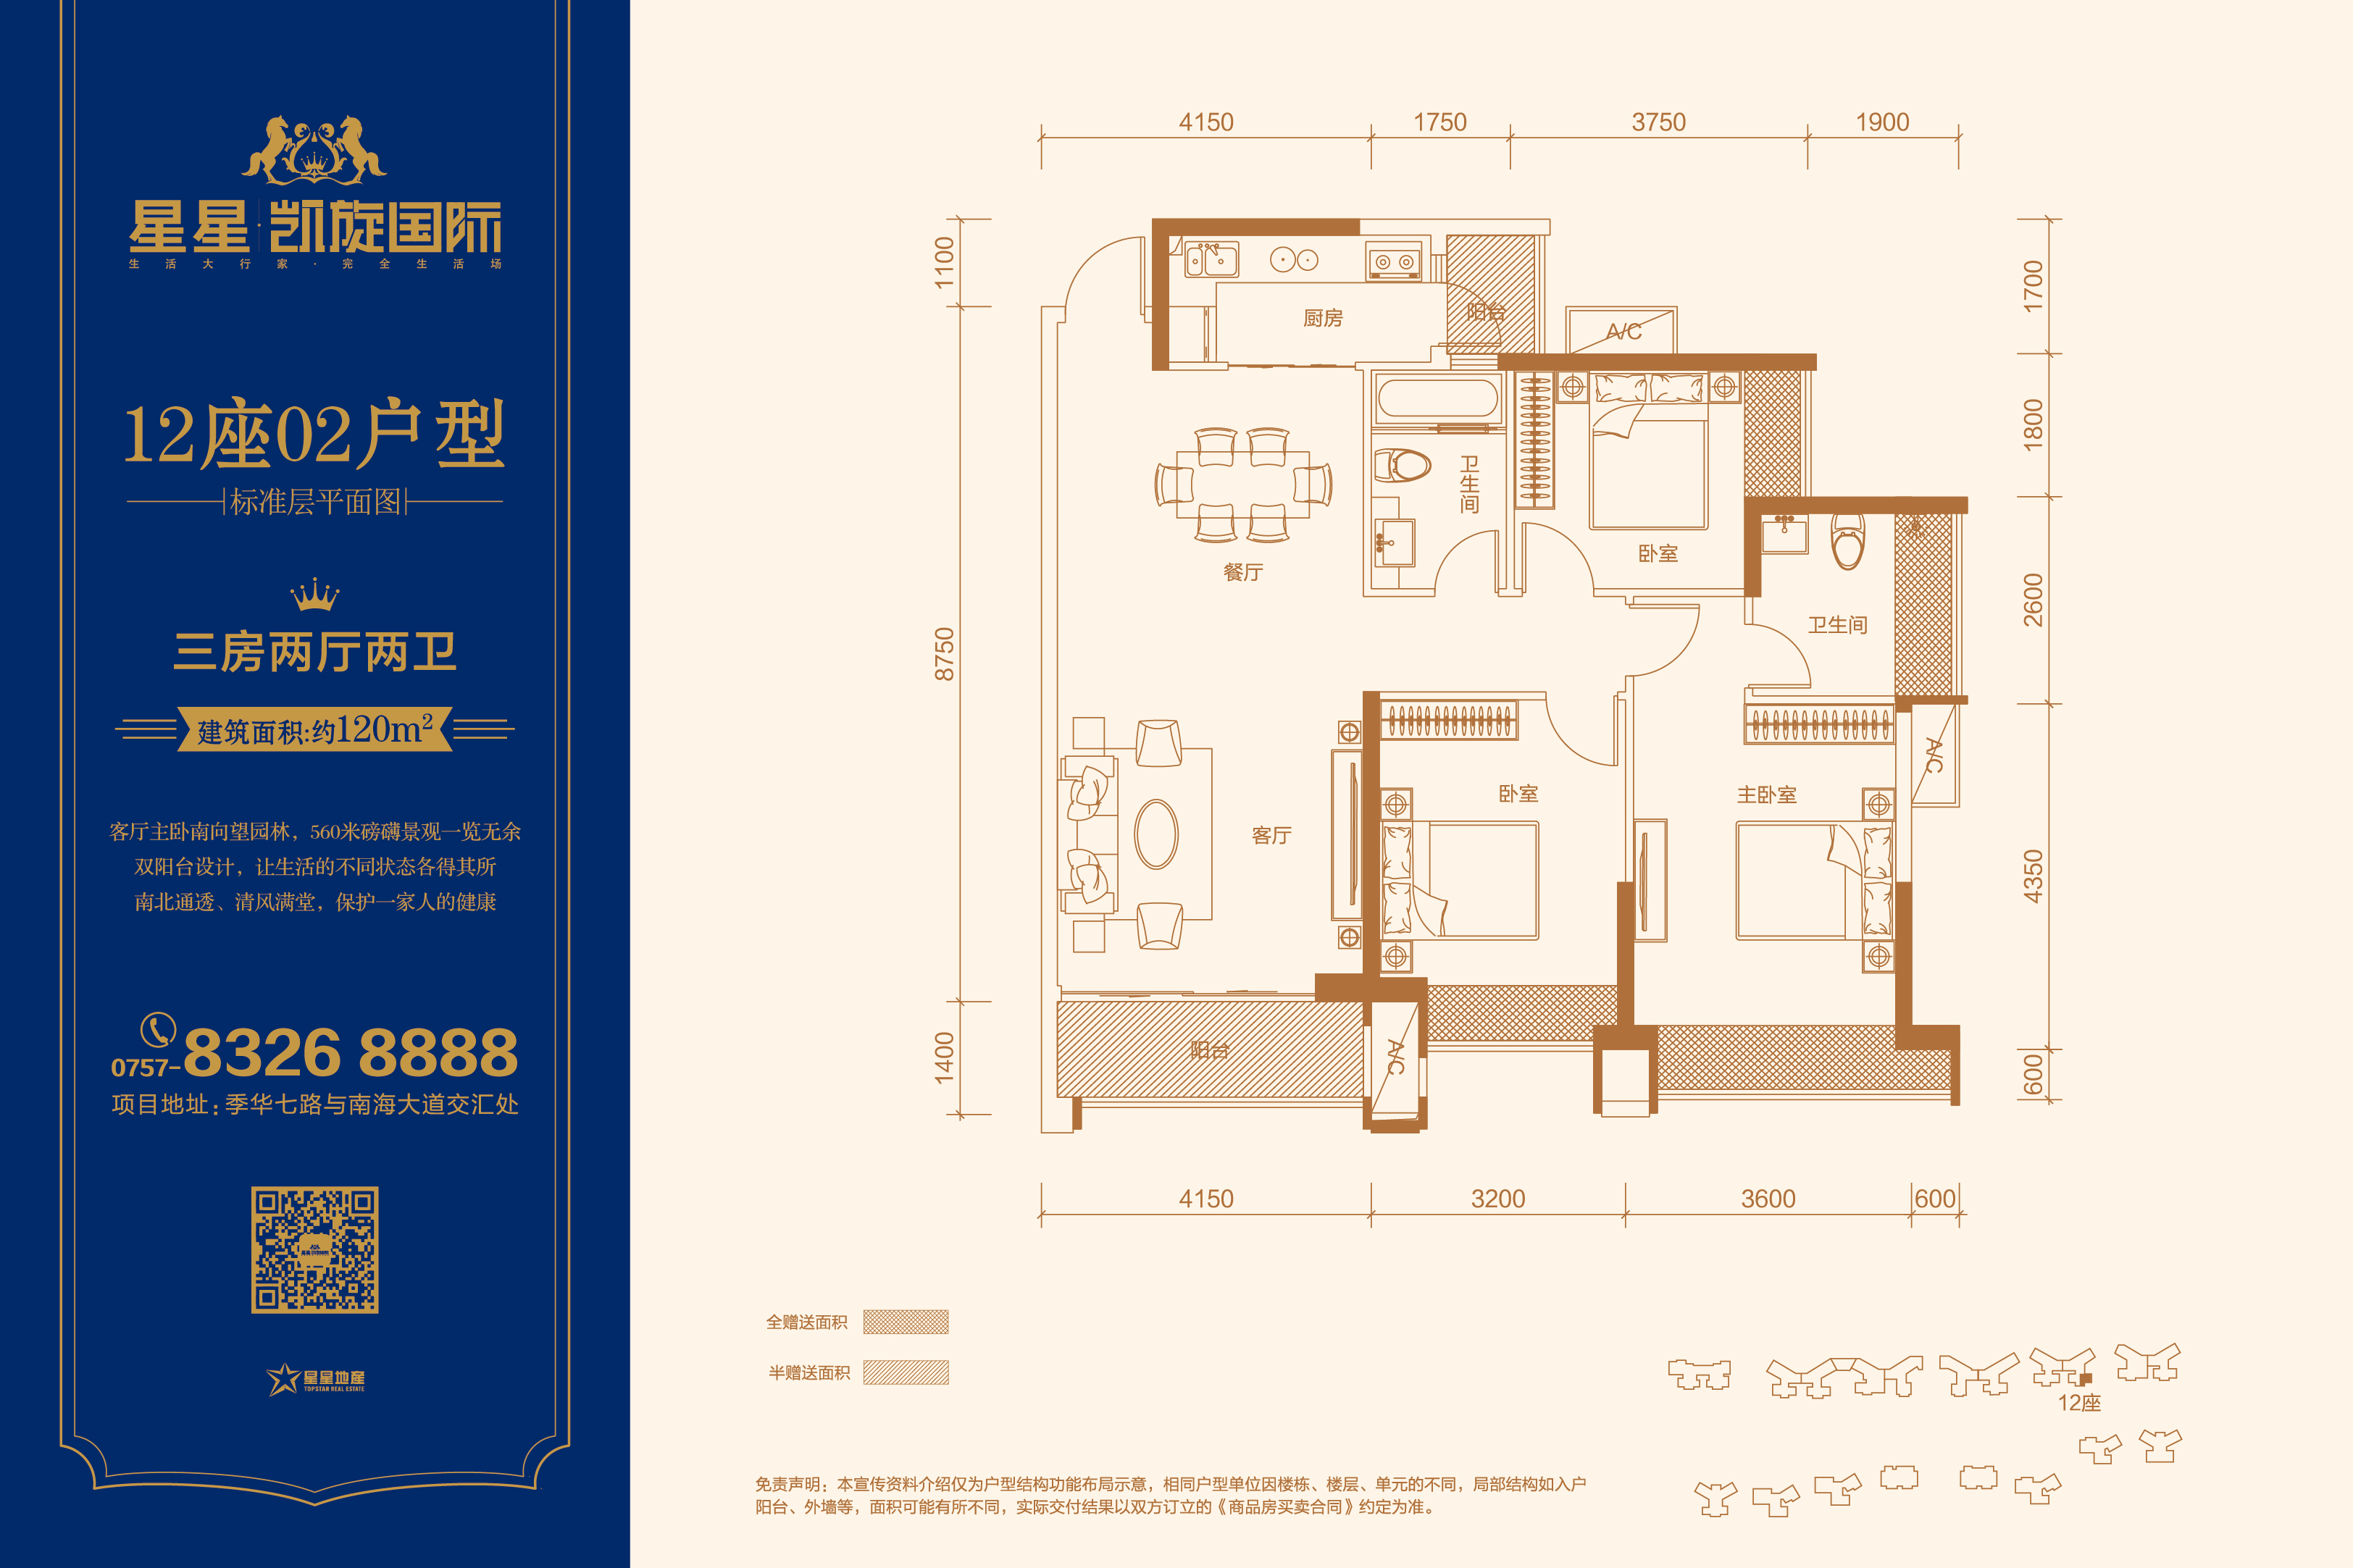 星星·凯旋国际
生活大行家·完全生活场
12座02户型
标准层平面图
三房两厅两卫
建筑面积:约120m²
客厅主卧南向望园林，560米磅礴景观一览无余
双阳台设计，让生活的不同状态各得其所
南北通透、清风满堂，保护一家人的健康
0757-8326 8888
项目地址：季华七路与南海大道交汇处
星星·凯旋国际
星星地產
TOPSTAR REAL ESTATE
4150 1750 3750 1900
1100
8750
1400
1700
1800
2600
4350
600
厨房
阳台
A/C
卫生间
卧室
餐厅
卫生间
A/C
卧室
主卧室
客厅
阳台
A/C
4150 3200 3600 600
全赠送面积
半赠送面积
12座
免责声明：本宣传资料介绍仅为户型结构功能布局示意，相同户型单位因楼栋、楼层、单元的不同，局部结构如入户
阳台、外墙等，面积可能有所不同，实际交付结果以双方订立的《商品房买卖合同》约定为准。